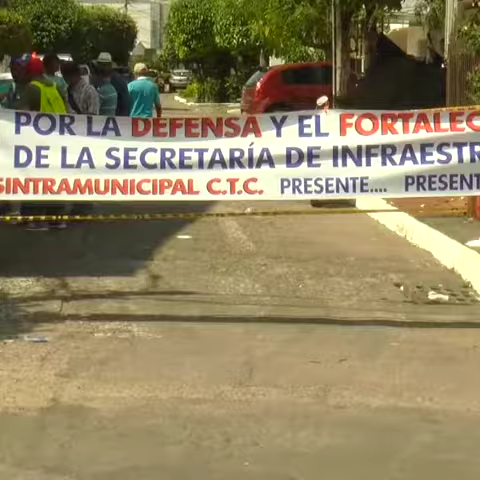 POR LA DEFENSA Y EL FORTALEC
DE LA SECRETARÍA DE INFRAESTR
SINTRAMUNICIPAL C.T.C. PRESENTE.... PRESENT